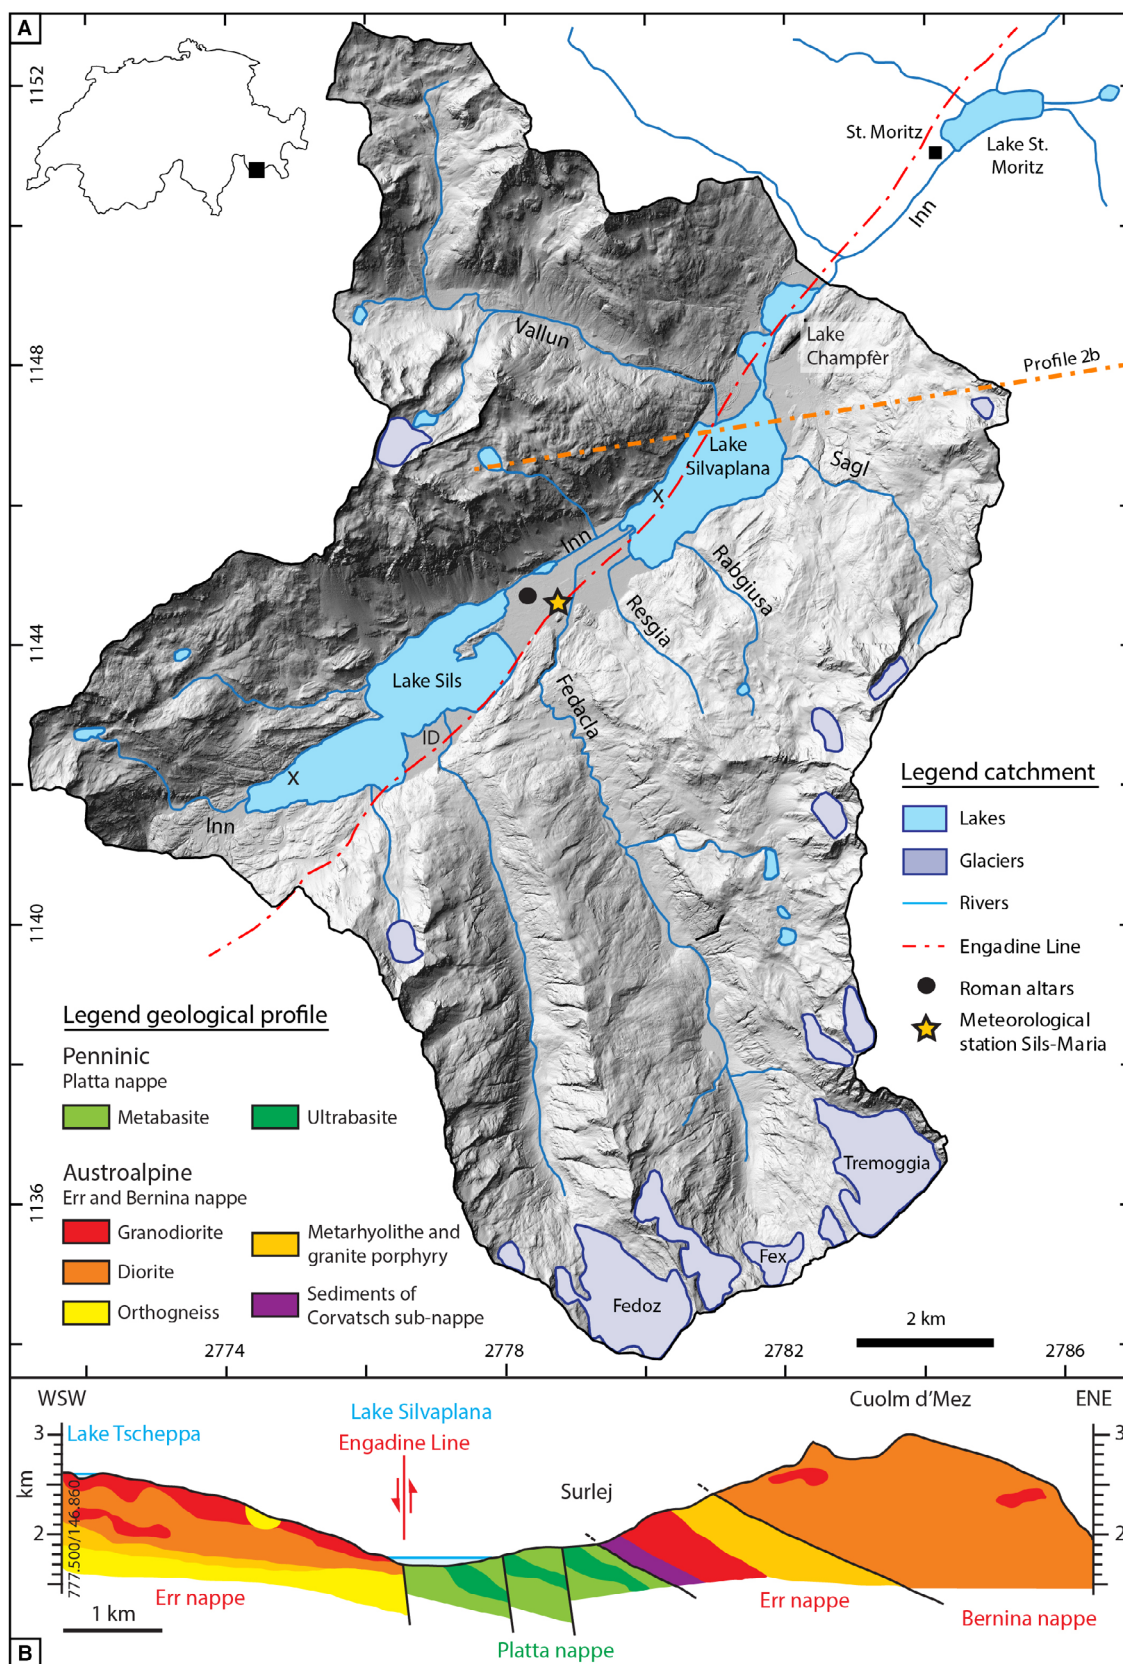 A
1152
1148
1144
1140
1136
St. Moritz
Lake St.
Moritz
Inn
Vallun
Lake
Champfèr
Profile 2b
Lake
Silvaplana
Sagl
X
Inn
Rabgiusa
Resgia
Lake Sils
Fedacla
ID
X
Inn
Legend catchment
Lakes
Glaciers
Rivers
Engadine Line
Roman altars
Meteorological
station Sils-Maria
Legend geological profile
Penninic
Platta nappe
Metabasite
Ultrabasite
Austroalpine
Err and Bernina nappe
Granodiorite
Diorite
Orthogneiss
Metarhyolithe and
granite porphyry
Sediments of
Corvatsch sub-nappe
Tremoggia
Fex
Fedoz
2 km
2774
2778
2782
2786
WSW
Lake Silvaplana
Cuolm d'Mez
ENE
Lake Tscheppa
Engadine Line
3
3
km
777.500/146.860
Surlej
2
2
Err nappe
Err nappe
1 km
Bernina nappe
Platta nappe
B